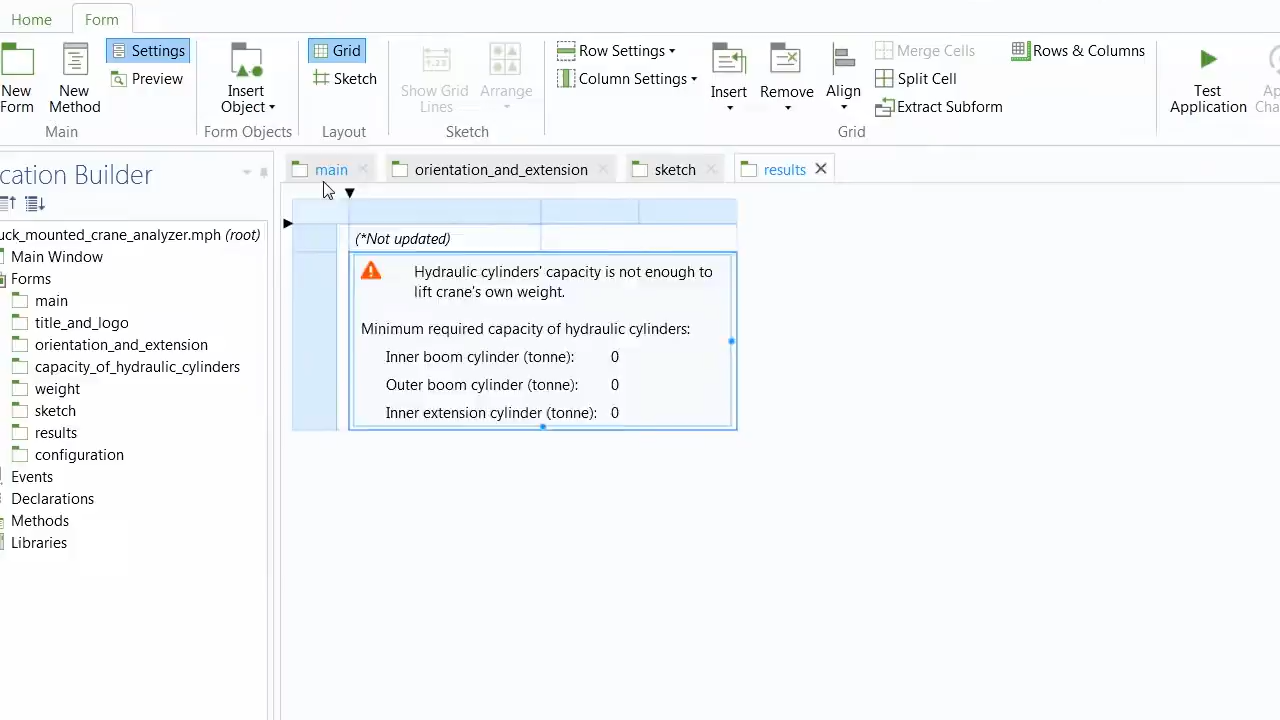 Home
Form
New
Form
New
Method
Settings
Preview
Main
Insert
Object
Form Objects
Grid
Sketch
Layout
Show Grid
Lines
Arrange
Sketch
Row Settings
Column Settings
Insert
Remove
Align
Merge Cells
Split Cell
Extract Subform
Rows & Columns
Grid
Test
Application
cation Builder
uck_mounted_crane_analyzer.mph (root)
Main Window
Forms
main
title_and_logo
orientation_and_extension
capacity_of_hydraulic_cylinders
weight
sketch
results
configuration
Events
Declarations
Methods
Libraries
main
orientation_and_extension
sketch
results
(*Not updated)
Hydraulic cylinders' capacity is not enough to
lift crane's own weight.
Minimum required capacity of hydraulic cylinders:
Inner boom cylinder (tonne): 0
Outer boom cylinder (tonne): 0
Inner extension cylinder (tonne): 0